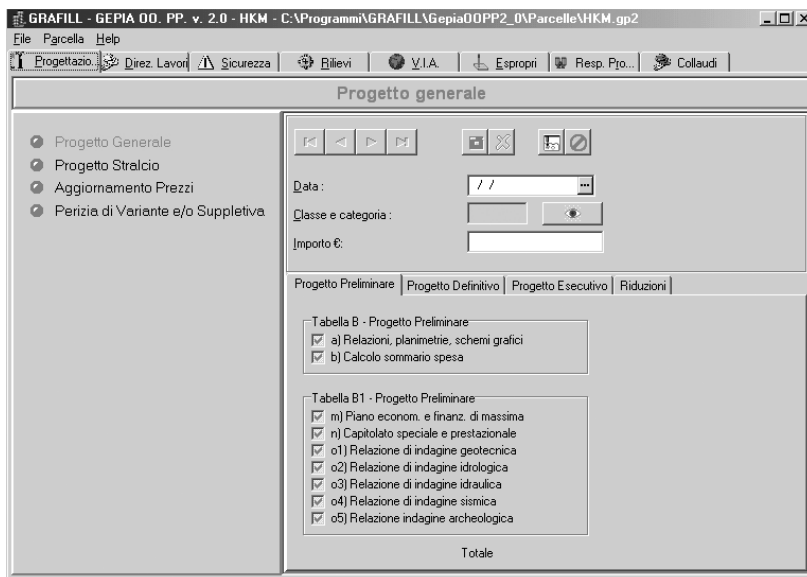 GRAFILL - GEPIA OO. PP. v. 2.0 - HKM - C:\Programmi\GRAFILL\GepiaOOPP2_0\Parcelle\HKM.gp2
File Parcella Help
Progettazio... Direz. Lavori Sicurezza Rilievi V.I.A. Espropri Resp. Pro... Collaudi
Progetto generale
Progetto Generale
Progetto Stralcio
Aggiornamento Prezzi
Perizia di Variante e/o Suppletiva
Data : / / ...
Classe e categoria :
Importo €:
Progetto Preliminare Progetto Definitivo Progetto Esecutivo Riduzioni
Tabella B - Progetto Preliminare
a) Relazioni, planimetrie, schemi grafici
b) Calcolo sommario spesa
Tabella B1 - Progetto Preliminare
m) Piano econom. e finanz. di massima
n) Capitolato speciale e prestazionale
o1) Relazione di indagine geotecnica
o2) Relazione di indagine idrologica
o3) Relazione di indagine idraulica
o4) Relazione di indagine sismica
o5) Relazione indagine archeologica
Totale